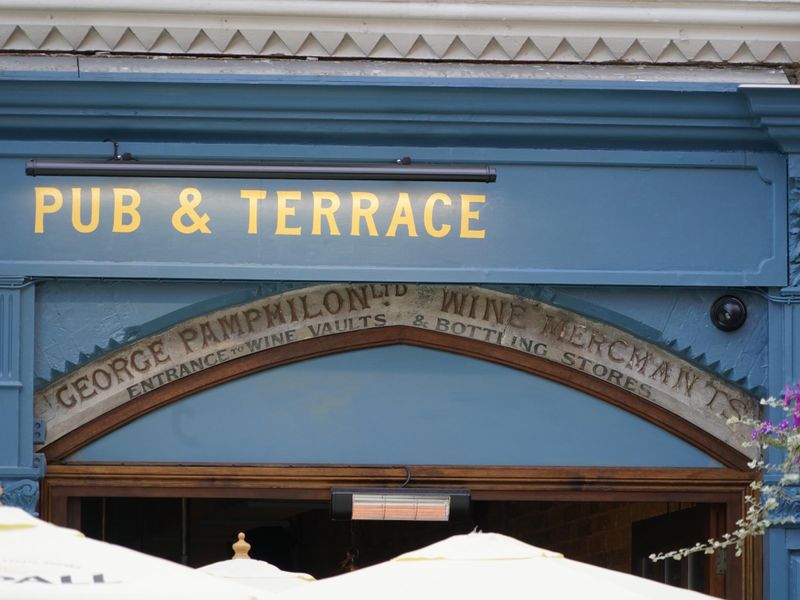 PUB & TERRACE
GEORGE PAMPHILON LTD WINE MERCHANTS
ENTRANCE TO WINE VAULTS & BOTTLING STORES